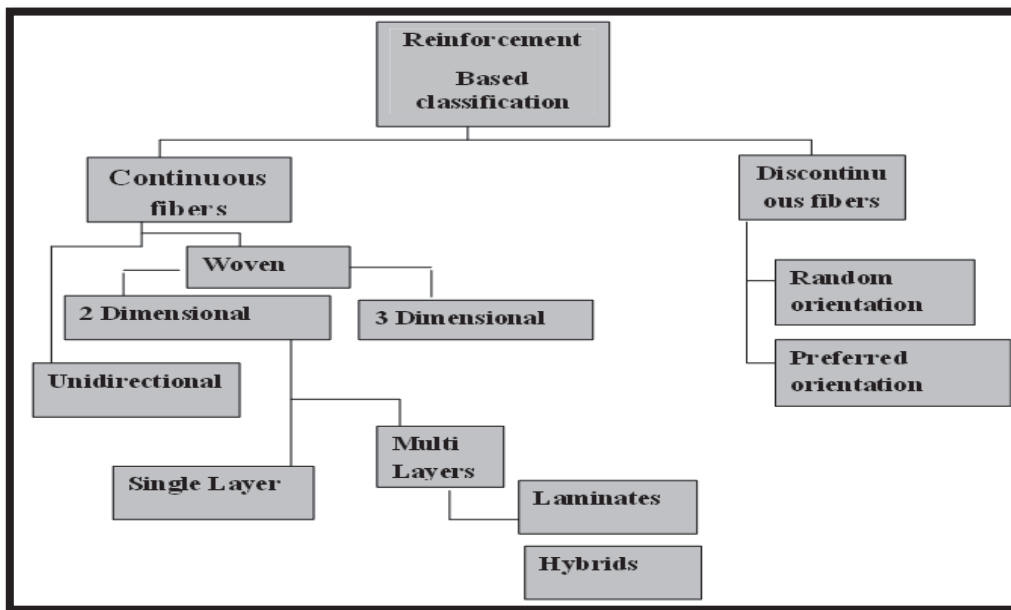 Reinforcement
Based
classification
Continuous
fibers
Discontinu
ous fibers
Woven
2 Dimensional
3 Dimensional
Random
orientation
Unidirectional
Preferred
orientation
Multi
Layers
Single Layer
Laminates
Hybrids